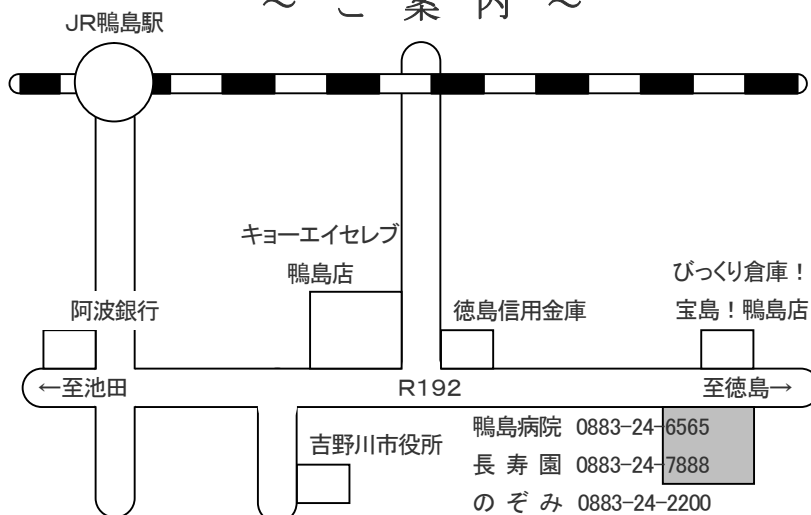 ～ ご 案 内 ～
JR鴨島駅
キョーエイセレブ
鴨島店
びっくり倉庫！
宝島！鴨島店
阿波銀行
徳島信用金庫
←至池田
R192
至徳島→
吉野川市役所
鴨島病院 0883-24-6565
長 寿 園 0883-24-7888
の ぞ み 0883-24-2200